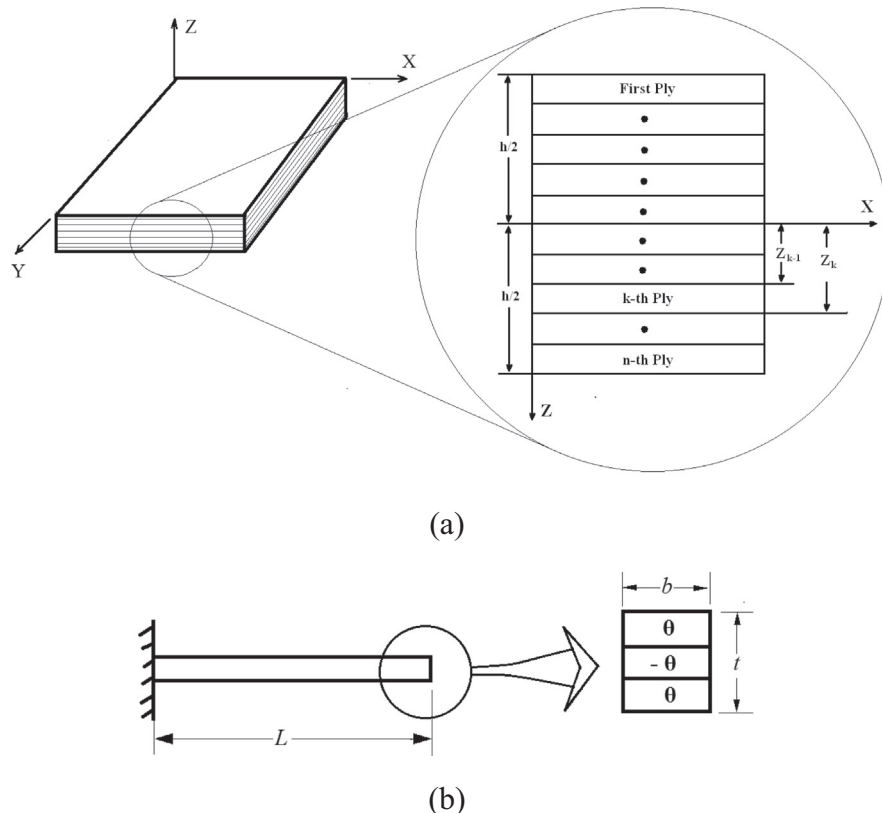 Z
X
Y
First Ply
h/2
X
Z_{k-1}
Z_k
h/2
k-th Ply
n-th Ply
Z
(a)
b
θ
- θ
t
θ
L
(b)